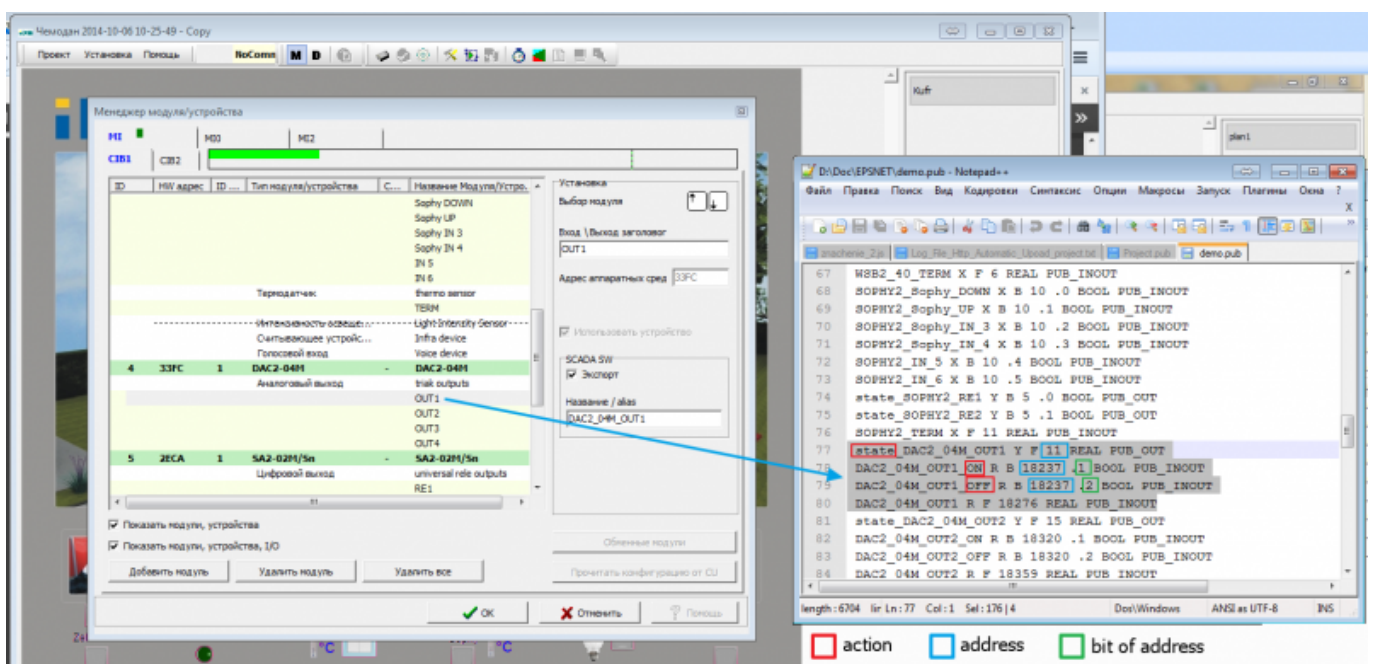 Чемодан 2014-10-06 10-25-49 - Copy
Проект Установка Помощь NoComm M D
Kufr
plan1
Менеджер модуля/устройства
MI MI0 MI2
CIB1 CIB2
ID HW адрес ID ... Тип модуля/устройства С... Название Модуля/Устро.
Sophy DOWN
Sophy UP
Sophy IN 3
Sophy IN 4
IN 5
IN 6
Термодатчик thermo sensor
TERM
Интенсивность освеще... Light Intensity Sensor
Считывающее устройс... Infra device
Голосовой вход Voice device
4 33FC 1 DAC2-04M - DAC2-04M
Аналоговый выход triak outputs
OUT1
OUT2
OUT3
OUT4
5 2ECA 1 SA2-02M/Sn - SA2-02M/Sn
Цифровой выход universal rele outputs
RE1
Установка
Выбор модуля
Вход \Выход заголовог
OUT1
Адрес аппаратных сред 33FC
Использовать устройство
SCADA SW
Экспорт
Название / alias
DAC2_04M_OUT1
Показать модули, устройства
Показать модули, устройства, I/O
Обменные модули
Добавить модуль Удалить модуль Удалить все Прочитать конфигурацию от CU
OK Отменить Помощь
°C °C
D:\Doc\EPSNET\demo.pub - Notepad++
Файл Правка Поиск Вид Кодировки Синтаксис Опции Макросы Запуск Плагины Окна ?
X
znachenie_2.js Log_File_Http_Automatic_Upoad_project.txt Project.pub demo.pub
67 WSB2_40_TERM X F 6 REAL PUB_INOUT
68 SOPHY2_Sophy_DOWN X B 10 .0 BOOL PUB_INOUT
69 SOPHY2_Sophy_UP X B 10 .1 BOOL PUB_INOUT
70 SOPHY2_Sophy_IN_3 X B 10 .2 BOOL PUB_INOUT
71 SOPHY2_Sophy_IN_4 X B 10 .3 BOOL PUB_INOUT
72 SOPHY2_IN_5 X B 10 .4 BOOL PUB_INOUT
73 SOPHY2_IN_6 X B 10 .5 BOOL PUB_INOUT
74 state_SOPHY2_RE1 Y B 5 .0 BOOL PUB_OUT
75 state_SOPHY2_RE2 Y B 5 .1 BOOL PUB_OUT
76 SOPHY2_TERM X F 11 REAL PUB_INOUT
77 state_DAC2_04M_OUT1 Y F 11 REAL PUB_OUT
78 DAC2_04M_OUT1_ON R B 18237 .1 BOOL PUB_INOUT
79 DAC2_04M_OUT1_OFF R B 18237 .2 BOOL PUB_INOUT
80 DAC2_04M_OUT1 R F 18276 REAL PUB_INOUT
81 state_DAC2_04M_OUT2 Y F 15 REAL PUB_OUT
82 DAC2_04M_OUT2_ON R B 18320 .1 BOOL PUB_INOUT
83 DAC2_04M_OUT2_OFF R B 18320 .2 BOOL PUB_INOUT
84 DAC2_04M_OUT2 R F 18359 REAL PUB_INOUT
length : 6704 lir Ln : 77 Col : 1 Sel : 176 | 4 Dos\Windows ANSI as UTF-8 INS
action address bit of address